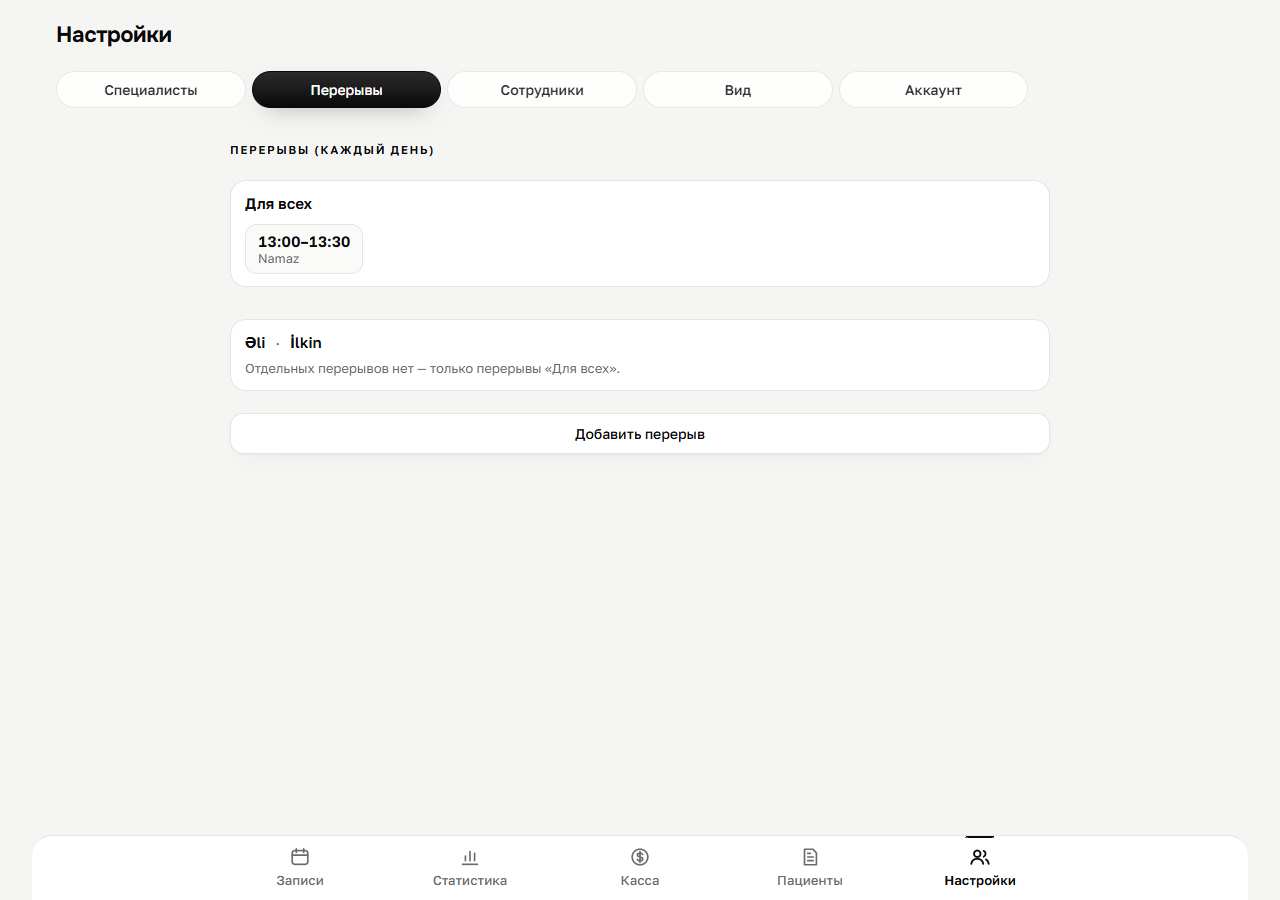 Настройки
Специалисты
Перерывы
Сотрудники
Вид
Аккаунт
ПЕРЕРЫВЫ (КАЖДЫЙ ДЕНЬ)
Для всех
13:00–13:30
Namaz
Əli · İlkin
Отдельных перерывов нет — только перерывы «Для всех».
Добавить перерыв
Записи
Статистика
Касса
Пациенты
Настройки